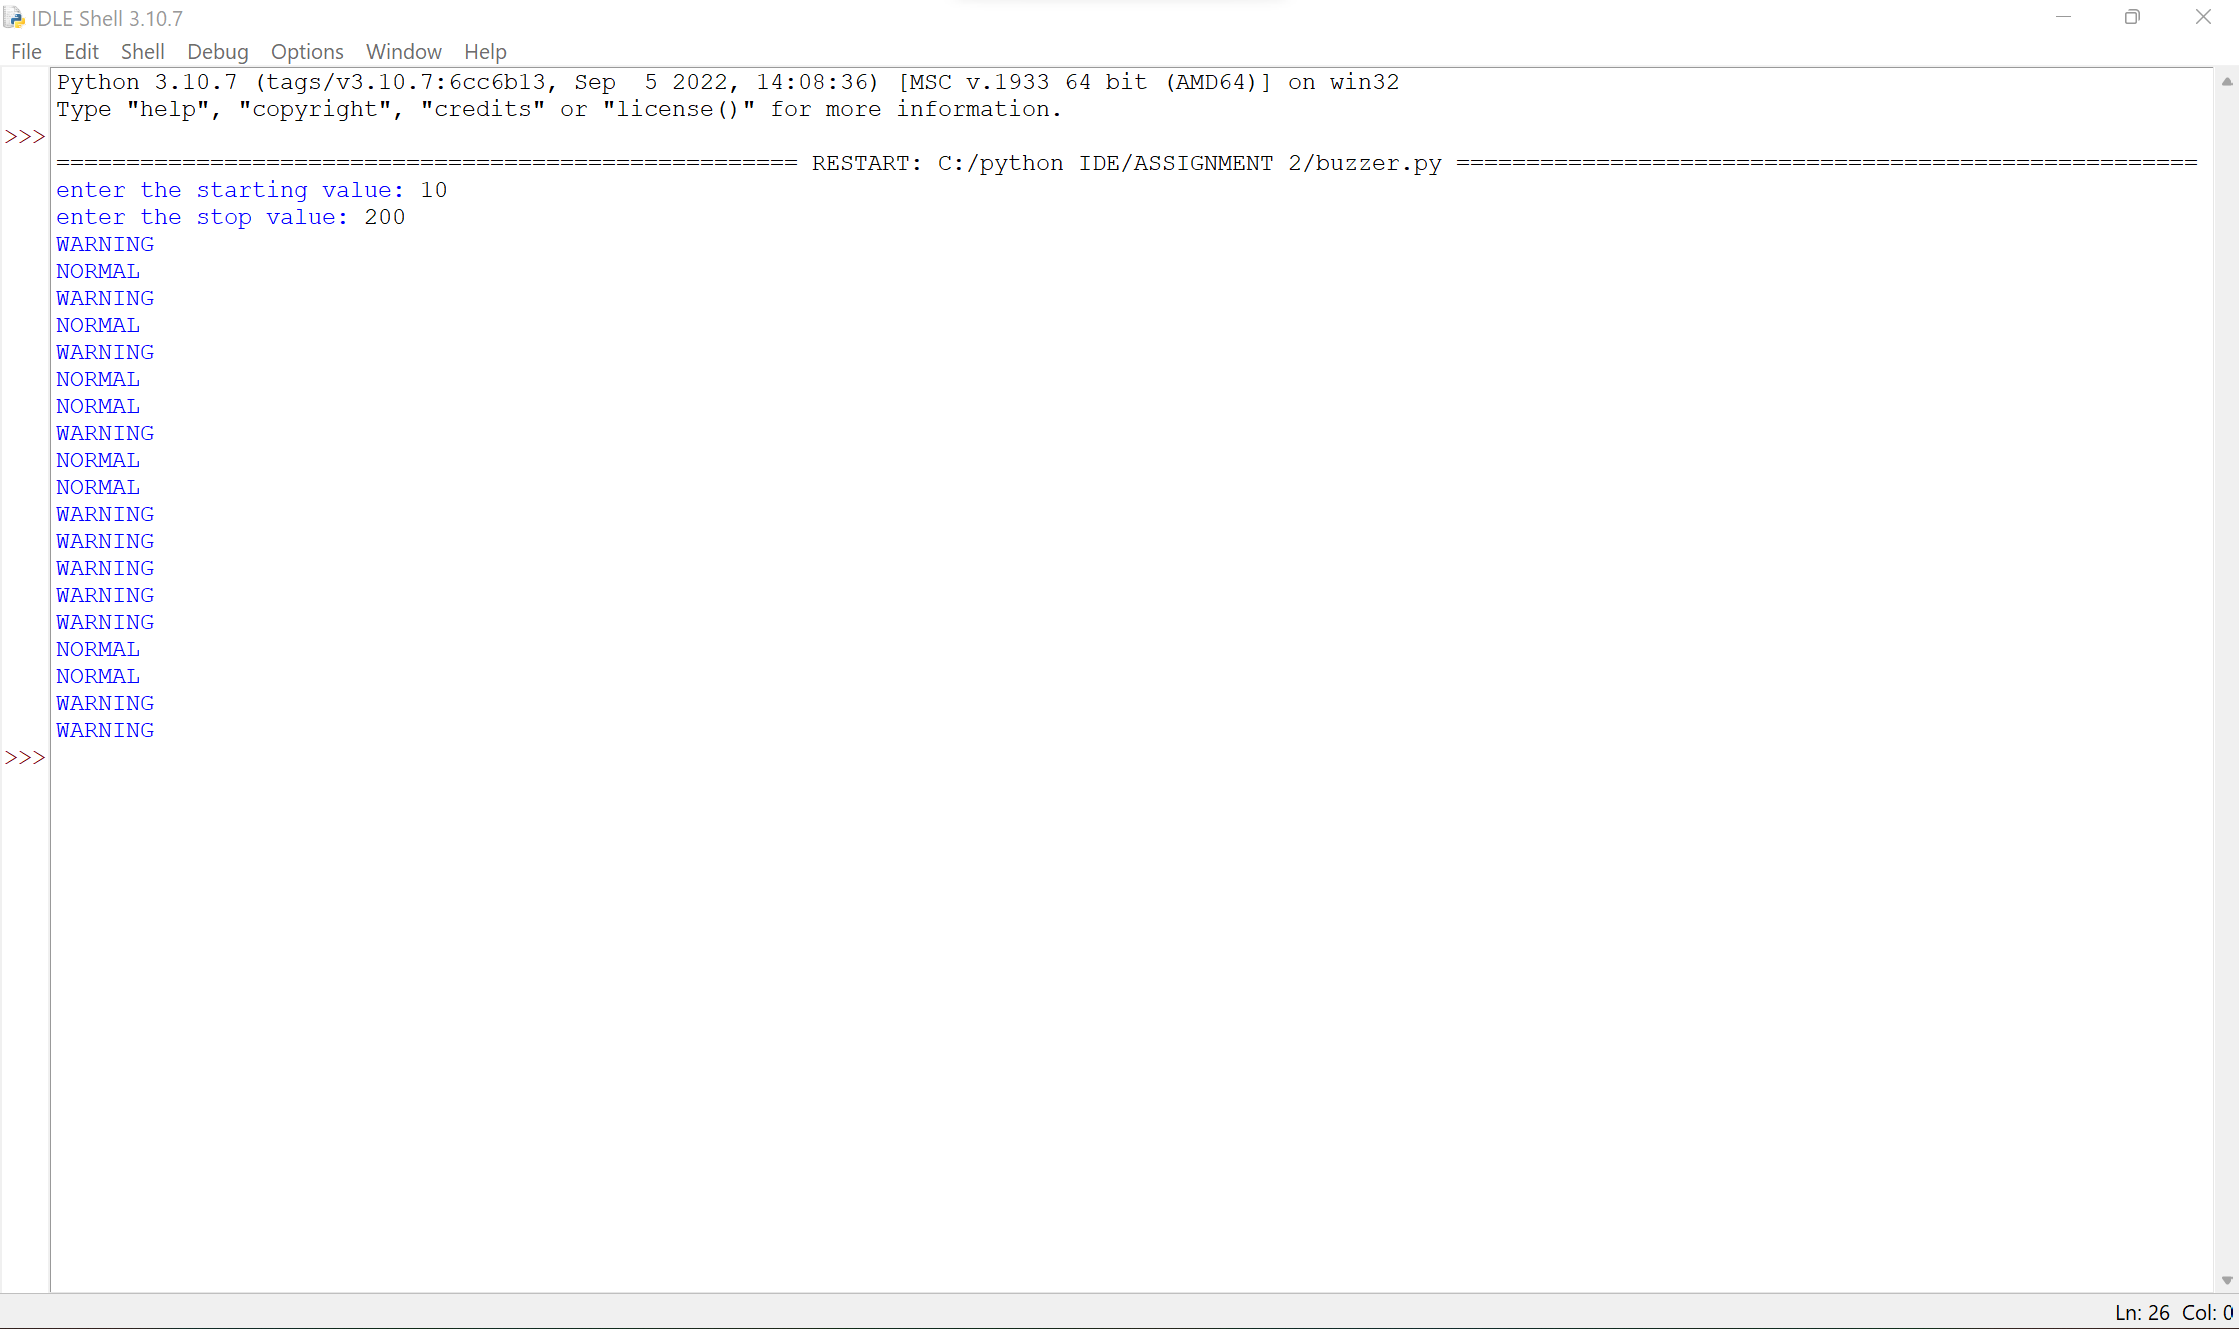 IDLE Shell 3.10.7
File Edit Shell Debug Options Window Help
Python 3.10.7 (tags/v3.10.7:6cc6b13, Sep  5 2022, 14:08:36) [MSC v.1933 64 bit (AMD64)] on win32
Type "help", "copyright", "credits" or "license()" for more information.
>>>
===================================================== RESTART: C:/python IDE/ASSIGNMENT 2/buzzer.py =====================================================
enter the starting value: 10
enter the stop value: 200
WARNING
NORMAL
WARNING
NORMAL
WARNING
NORMAL
NORMAL
WARNING
NORMAL
NORMAL
WARNING
WARNING
WARNING
WARNING
WARNING
NORMAL
NORMAL
WARNING
WARNING
>>>
Ln: 26 Col: 0